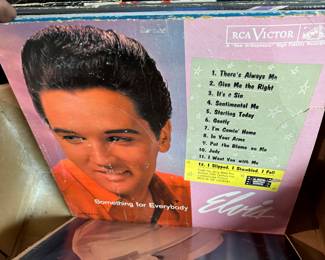 RCA VICTOR
1. There's Always Me
2. Give Me the Right
3. It's a Sin
4. Sentimental Me
5. Starting Today
6. Gently
7. I'm Comin' Home
8. In Your Arms
9. Put the Blame on Me
10. Judy
11. I Want You with Me
12. I Slipped, I Stumbled, I Fell
Something for Everybody
Elvis